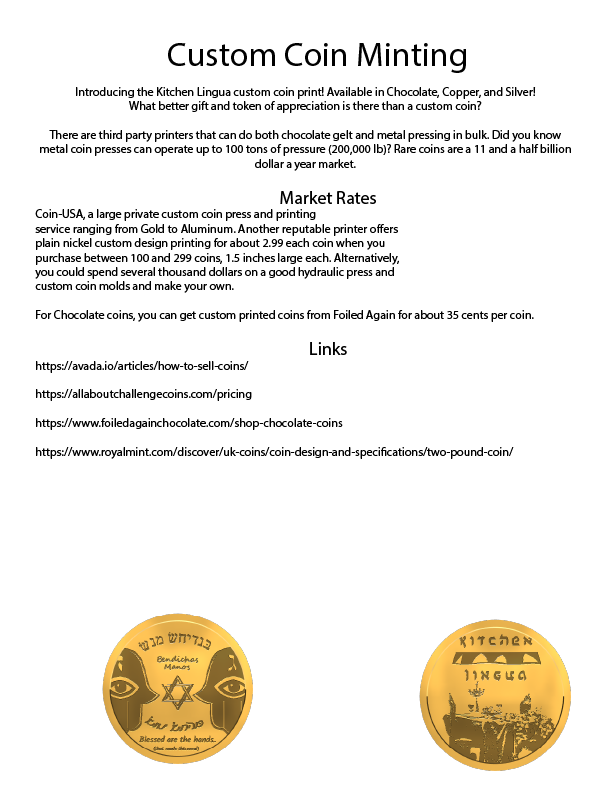 Custom Coin Minting
Introducing the Kitchen Lingua custom coin print! Available in Chocolate, Copper, and Silver!
What better gift and token of appreciation is there than a custom coin?
There are third party printers that can do both chocolate gelt and metal pressing in bulk. Did you know
metal coin presses can operate up to 100 tons of pressure (200,000 lb)? Rare coins are a 11 and a half billion
dollar a year market.
Market Rates
Coin-USA, a large private custom coin press and printing
service ranging from Gold to Aluminum. Another reputable printer offers
plain nickel custom design printing for about 2.99 each coin when you
purchase between 100 and 299 coins, 1.5 inches large each. Alternatively,
you could spend several thousand dollars on a good hydraulic press and
custom coin molds and make your own.
For Chocolate coins, you can get custom printed coins from Foiled Again for about 35 cents per coin.
Links
https://avada.io/articles/how-to-sell-coins/
https://allaboutchallengecoins.com/pricing
https://www.foiledagainchocolate.com/shop-chocolate-coins
https://www.royalmint.com/discover/uk-coins/coin-design-and-specifications/two-pound-coin/
Bendichas
Manos
Blessed are the hands..
KITCHEN
LINGUA